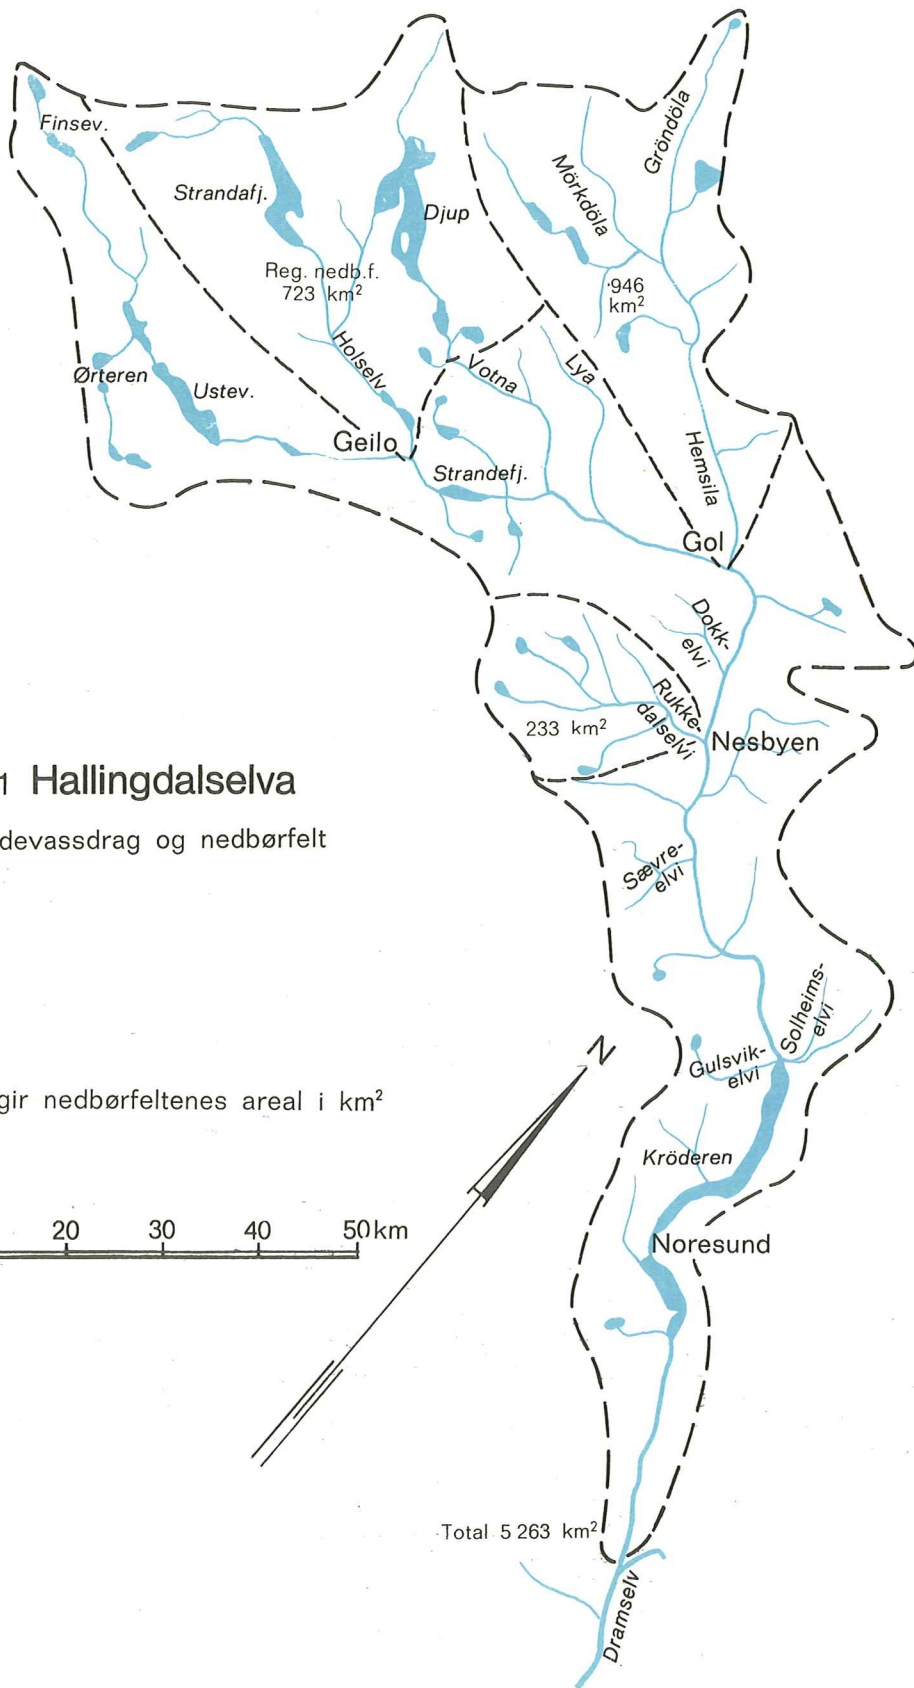 Finsev.
Strandafj.
Djup
Mörkdöla
Gröndöla
Reg. nedb.f.
723 km²
946
km²
Holselv
Ørteren
Ustev.
Votna
Lya
Geilo
Strandefj.
Hemsila
Gol
Dokk-
elvi
Rukke-
dalselvi
233 km²
Nesbyen
1 Hallingdalselva
devassdrag og nedbørfelt
Sævre-
elvi
Solheims-
elvi
Gulsvik-
elvi
N
gir nedbørfeltenes areal i km²
Kröderen
20 30 40 50km
Noresund
Total 5 263 km²
Dramselv